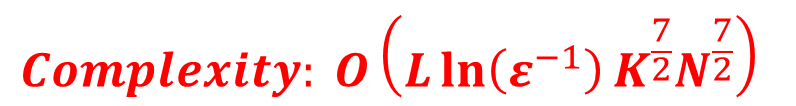 Complexity: O(L ln(ε⁻¹) K^{7/2} N^{7/2})